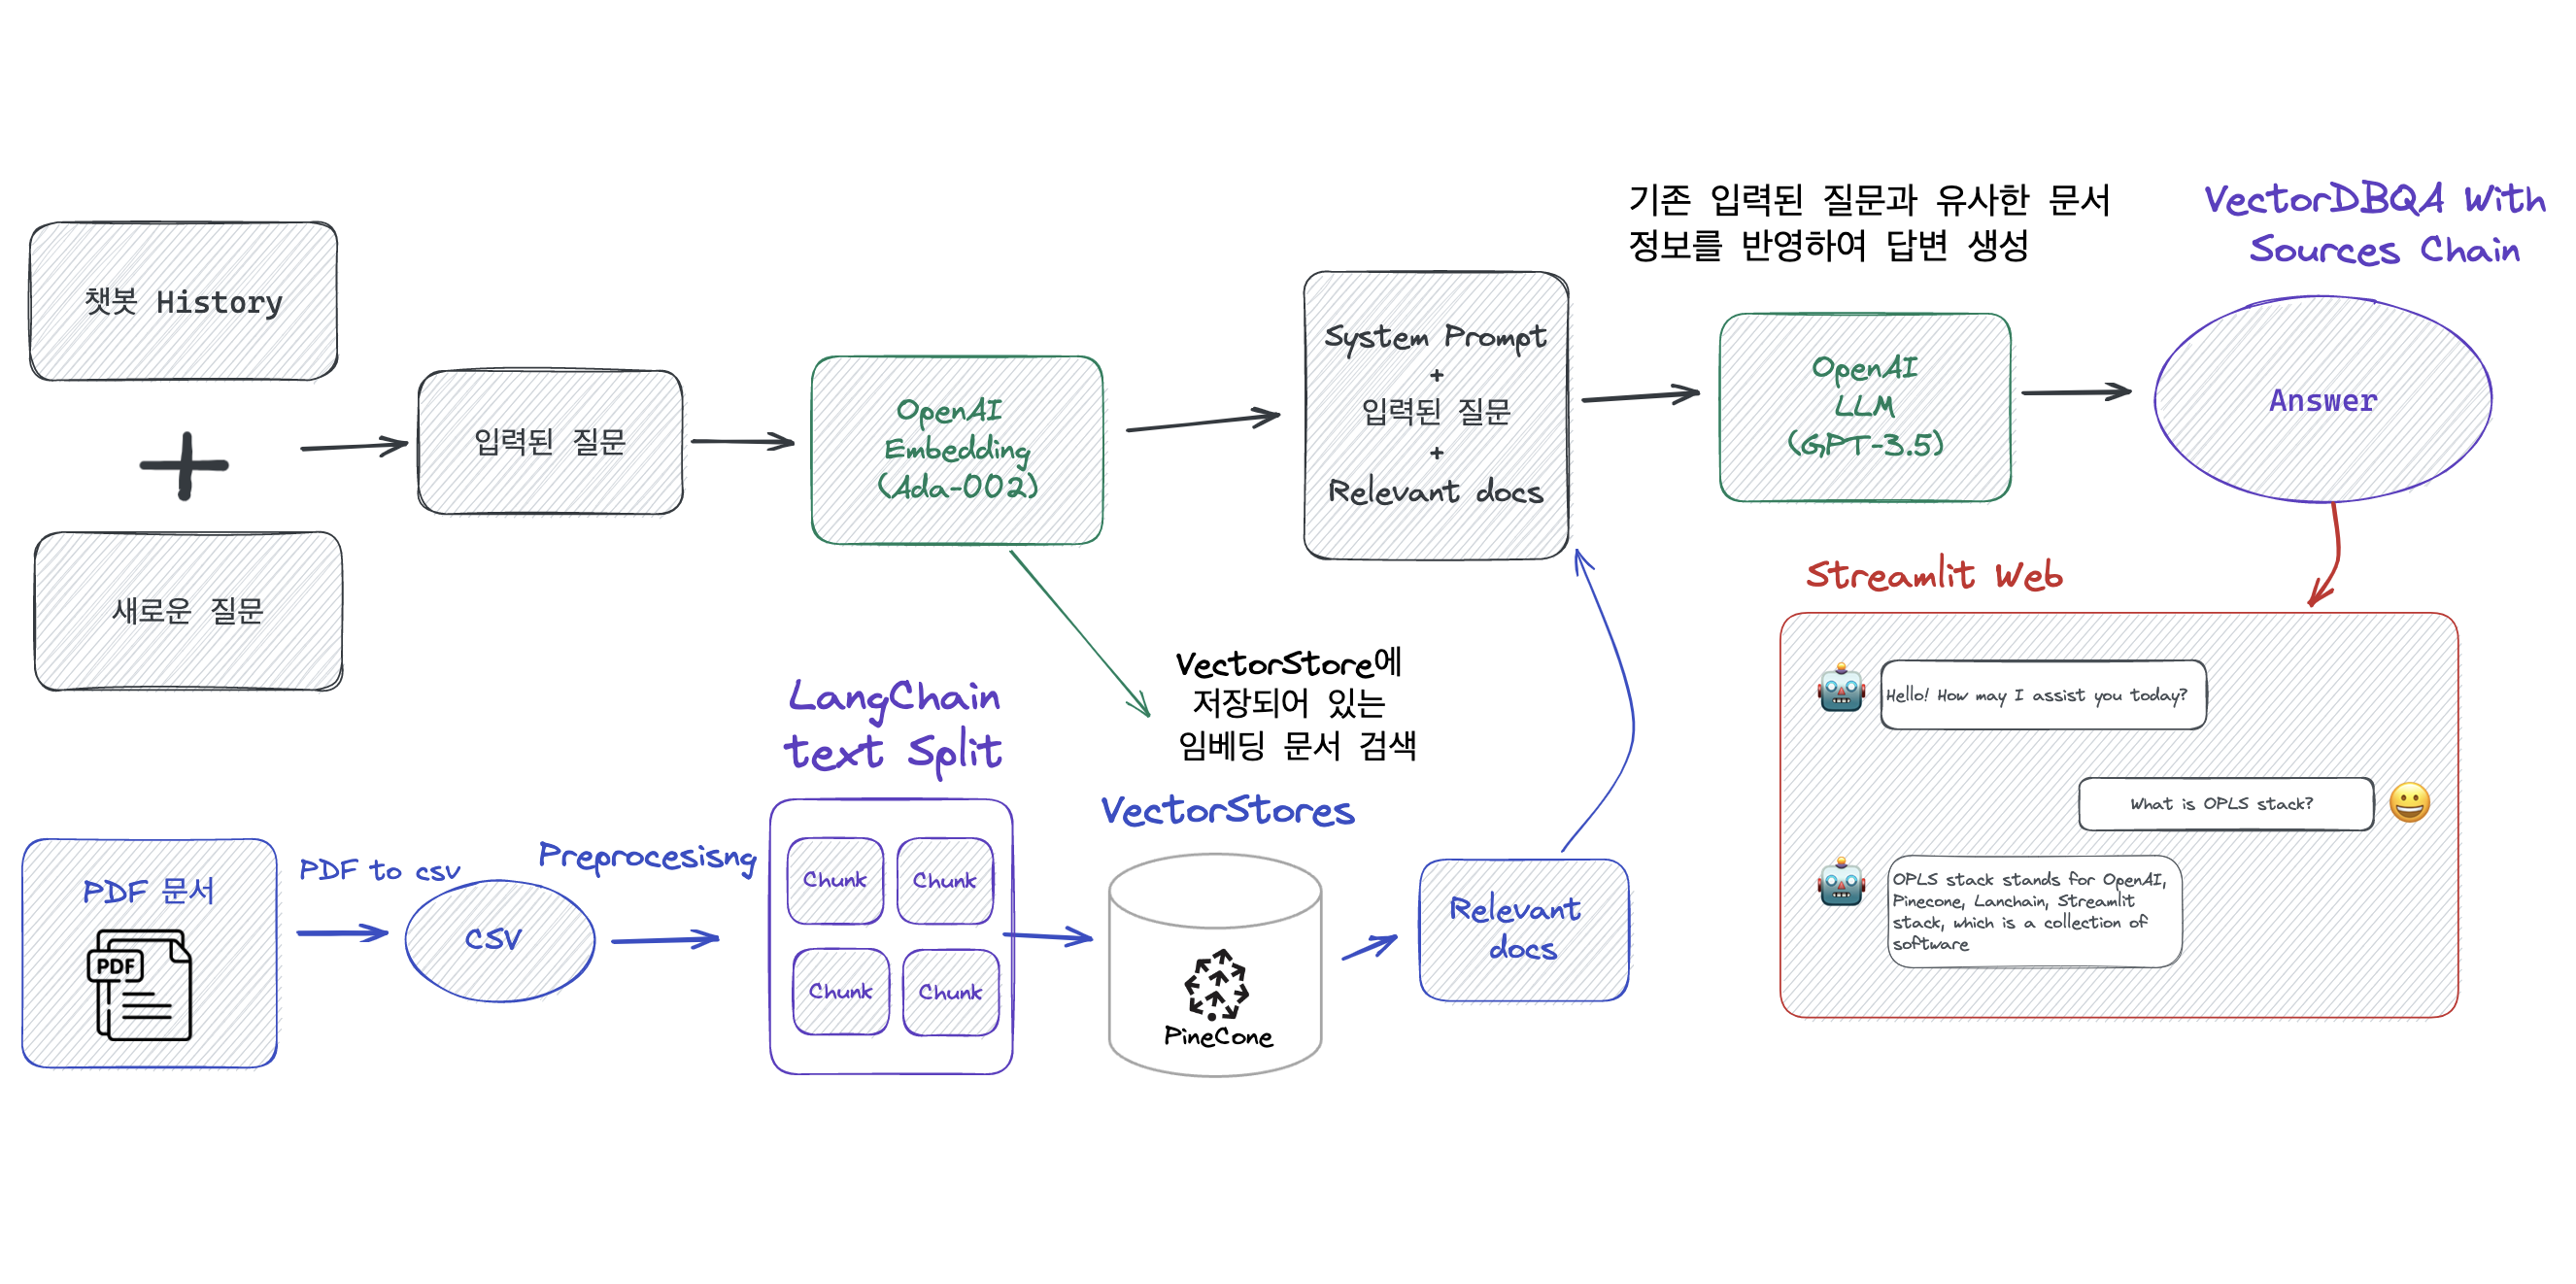 챗봇 History
새로운 질문
입력된 질문
OpenAI
Embedding
(Ada-002)
System Prompt
+
입력된 질문
+
Relevant docs
기존 입력된 질문과 유사한 문서
정보를 반영하여 답변 생성
OpenAI
LLM
(GPT-3.5)
VectorDBQA With
Sources Chain
Answer
PDF 문서
PDF
PDF to csv
CSV
Preprocesisng
LangChain
text Split
Chunk
Chunk
Chunk
Chunk
VectorStore에
저장되어 있는
임베딩 문서 검색
VectorStores
PineCone
Relevant
docs
Streamlit Web
Hello! How may I assist you today?
What is OPLS stack?
OPLS stack stands for OpenAI,
Pinecone, Lanchain, Streamlit
stack, which is a collection of
software